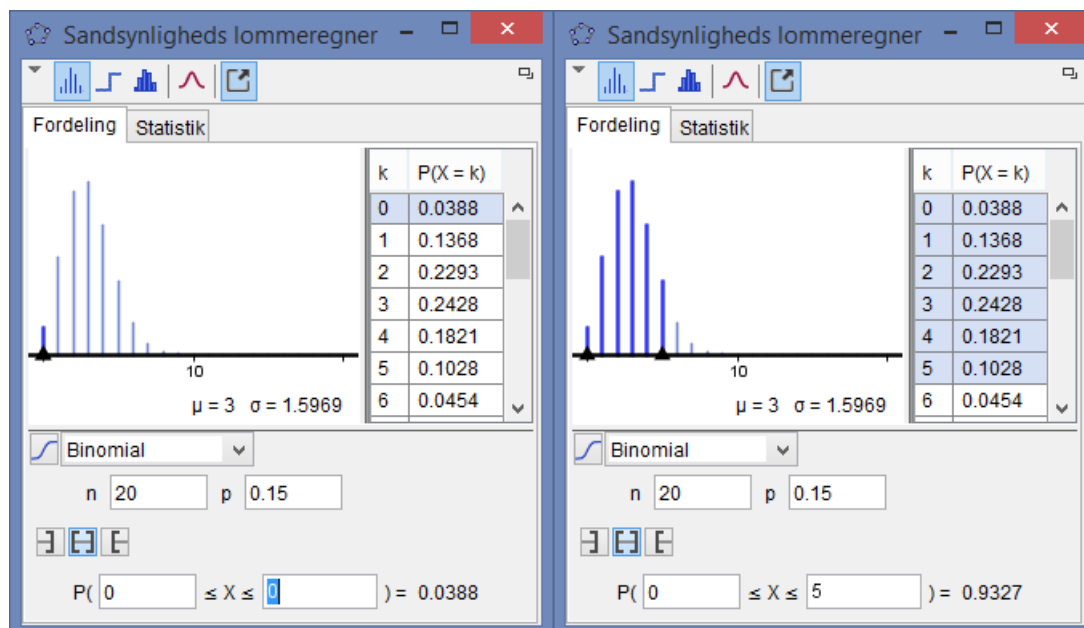 Sandsynligheds lommeregner
Fordeling Statistik
k P(X = k)
0 0.0388
1 0.1368
2 0.2293
3 0.2428
4 0.1821
5 0.1028
6 0.0454
10
μ = 3 σ = 1.5969
Binomial
n 20 p 0.15
P( 0 ≤ X ≤ 0 ) = 0.0388
Sandsynligheds lommeregner
Fordeling Statistik
k P(X = k)
0 0.0388
1 0.1368
2 0.2293
3 0.2428
4 0.1821
5 0.1028
6 0.0454
10
μ = 3 σ = 1.5969
Binomial
n 20 p 0.15
P( 0 ≤ X ≤ 5 ) = 0.9327